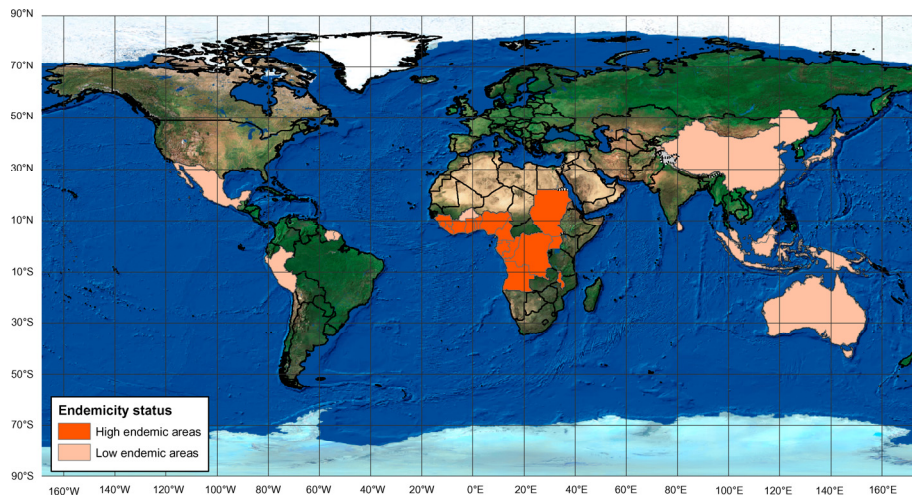 90°N
70°N
50°N
30°N
10°N
10°S
30°S
50°S
70°S
90°S
Endemicity status
High endemic areas
Low endemic areas
160°W 140°W 120°W 100°W 80°W 60°W 40°W 20°W 0°E 20°E 40°E 60°E 80°E 100°E 120°E 140°E 160°E